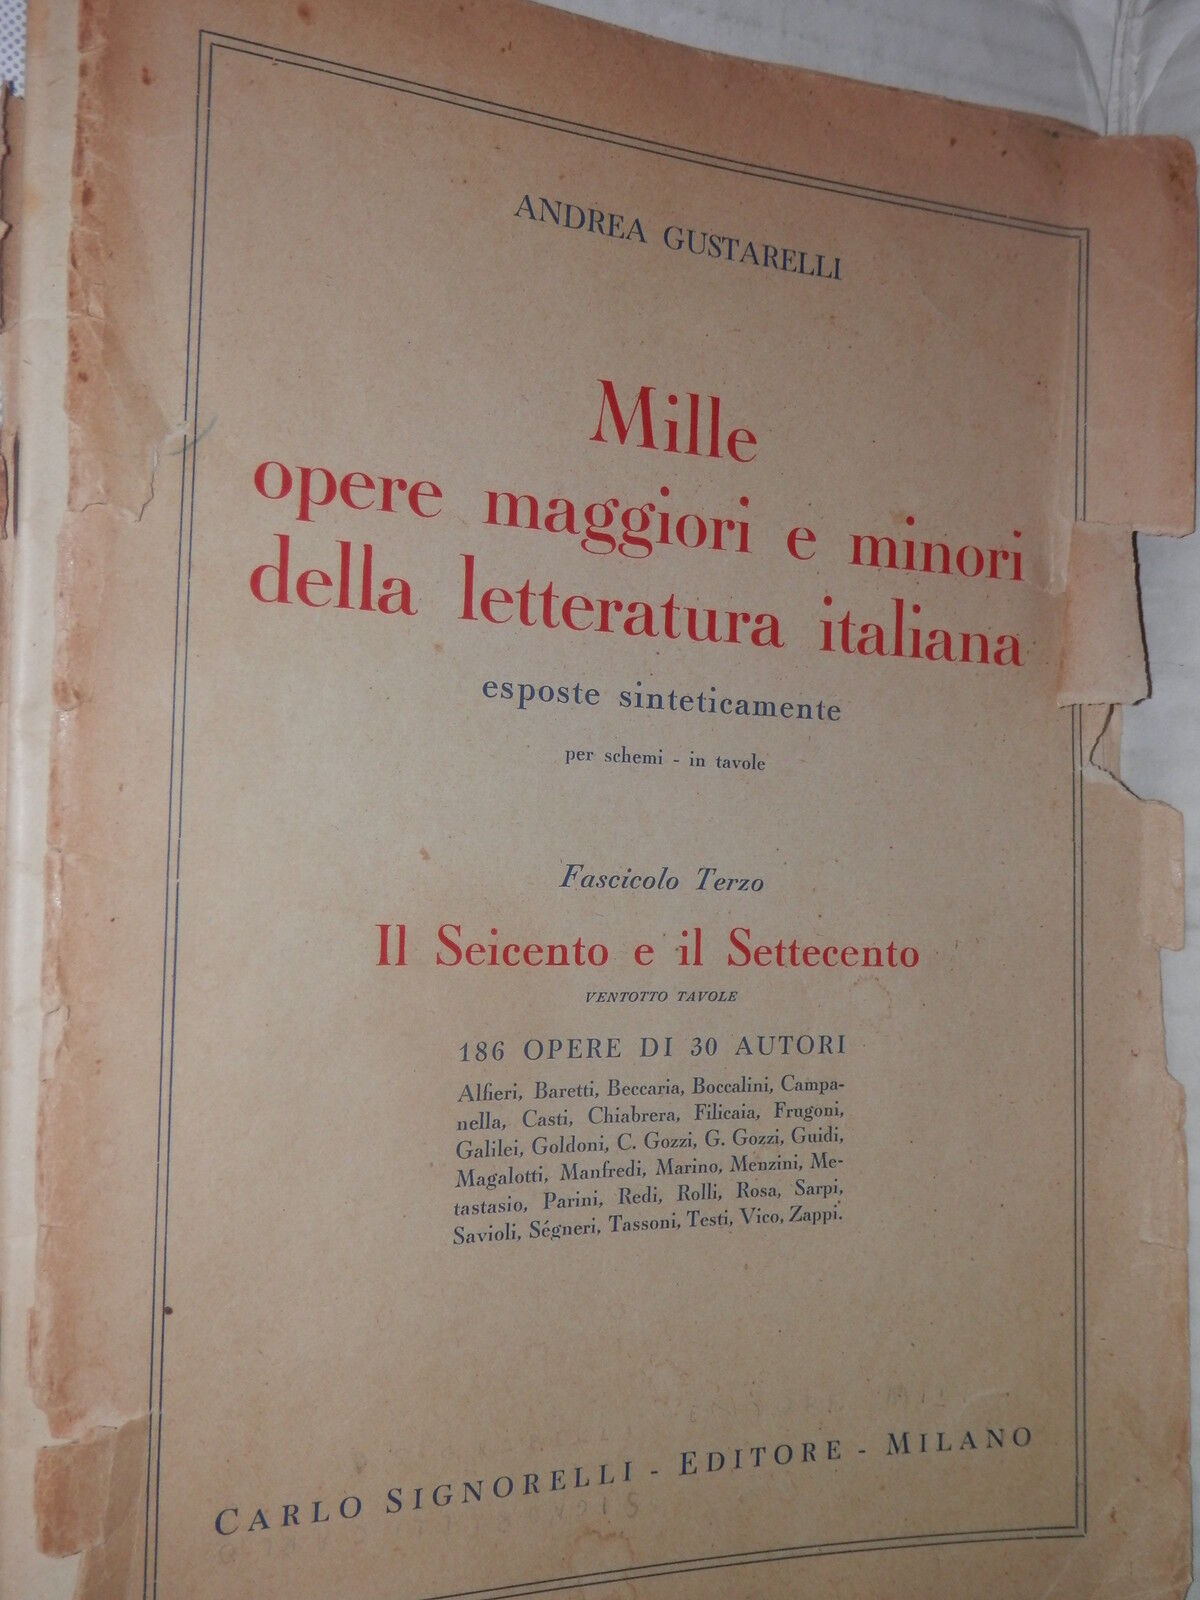 ANDREA GUSTARELLI
Mille
opere maggiori e minori
della letteratura italiana
esposte sinteticamente
per schemi - in tavole
Fascicolo Terzo
Il Seicento e il Settecento
VENTOTTO TAVOLE
186 OPERE DI 30 AUTORI
Alfieri, Baretti, Beccaria, Boccalini, Campa-
nella, Casti, Chiabrera, Filicaia, Frugoni,
Galilei, Goldoni, C. Gozzi, G. Gozzi, Guidi,
Magalotti, Manfredi, Marino, Menzini, Me-
tastasio, Parini, Redi, Rolli, Rosa, Sarpi,
Savioli, Ségneri, Tassoni, Testi, Vico, Zappi.
CARLO SIGNORELLI - EDITORE - MILANO